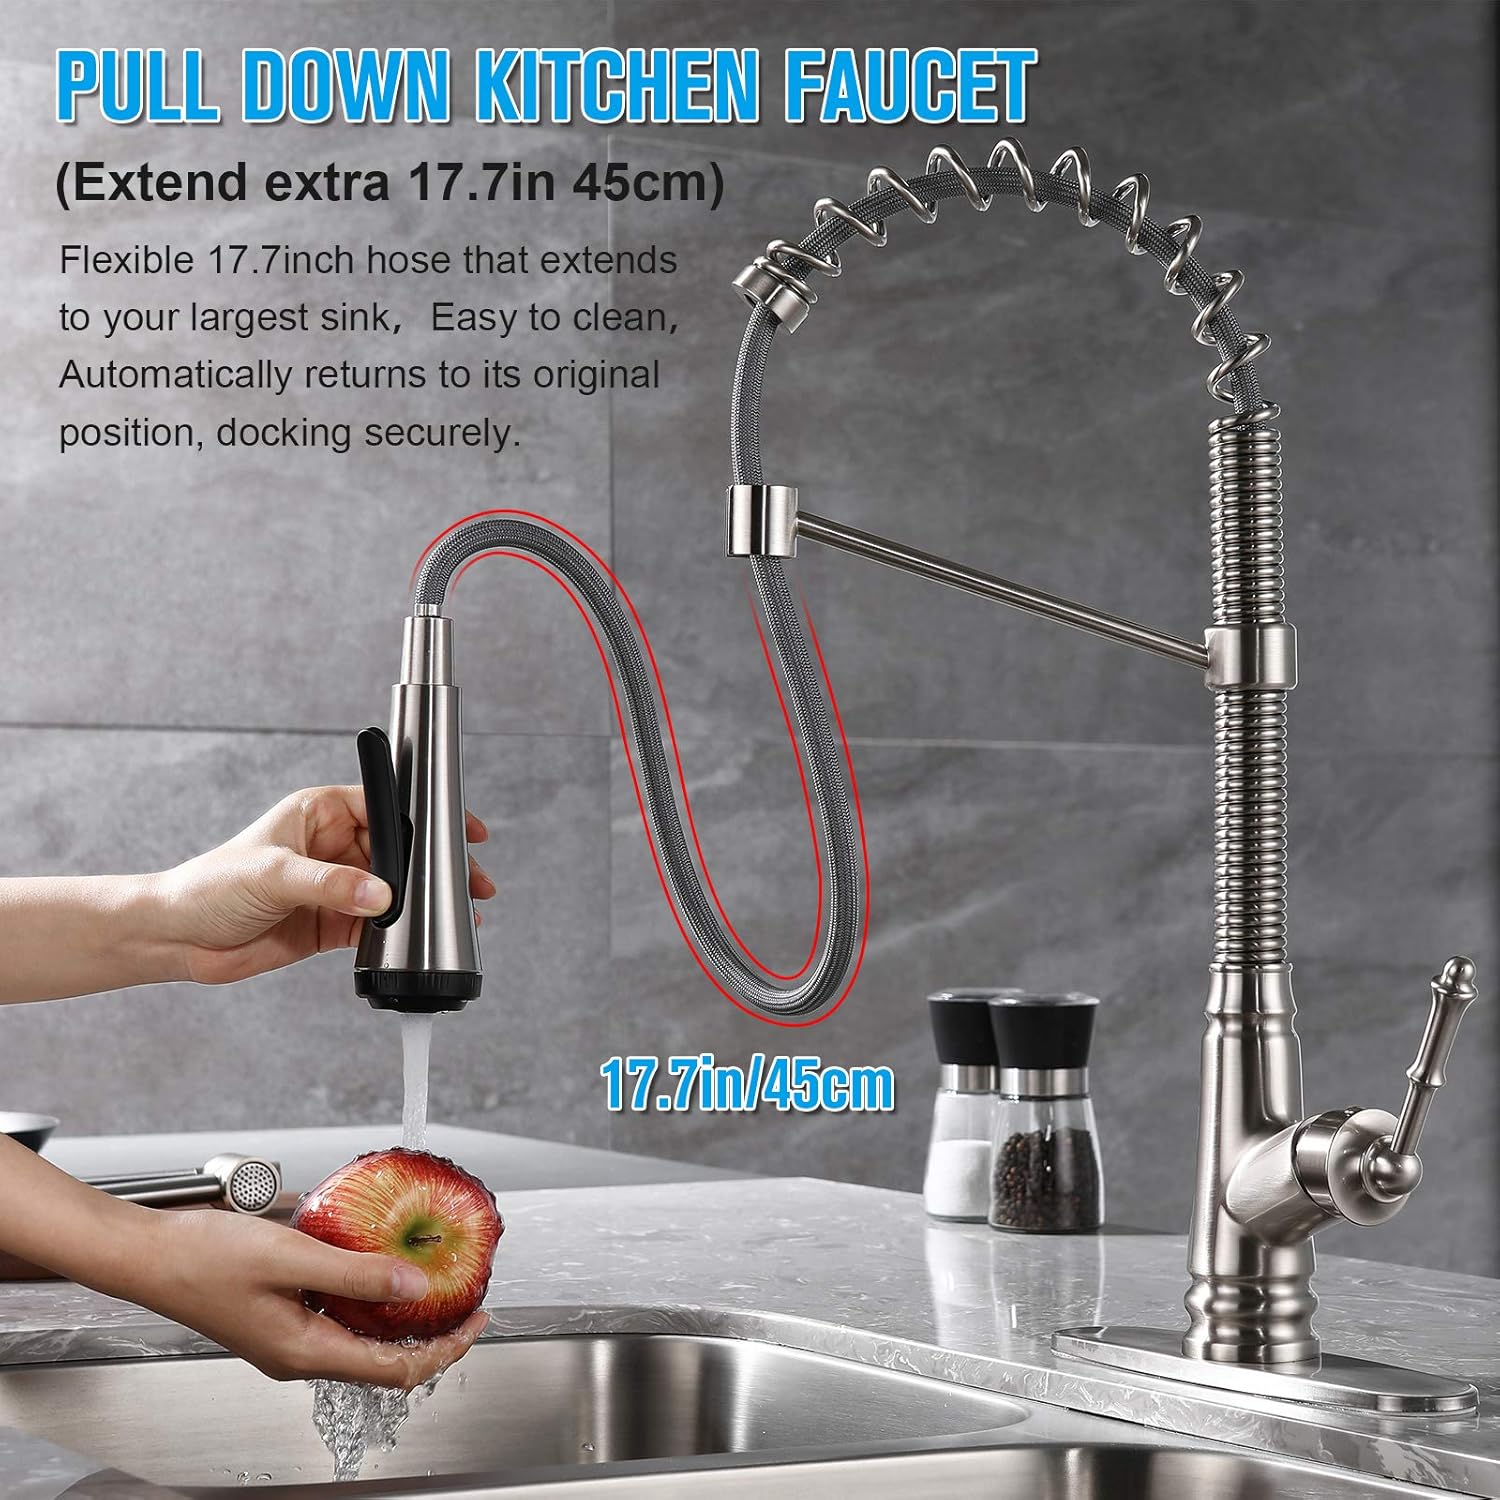 PULL DOWN KITCHEN FAUCET
(Extend extra 17.7in 45cm)
Flexible 17.7inch hose that extends
to your largest sink， Easy to clean,
Automatically returns to its original
position, docking securely.
17.7in/45cm